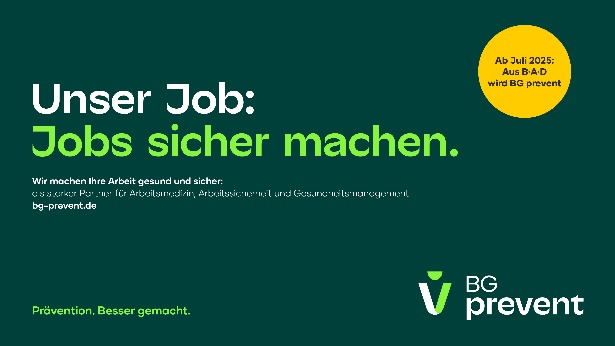 Ab Juli 2025:
Aus B·A·D
wird BG prevent
Unser Job:
Jobs sicher machen.
Wir machen Ihre Arbeit gesund und sicher:
als starker Partner für Arbeitsmedizin, Arbeitssicherheit und Gesundheitsmanagement
bg-prevent.de
Prävention. Besser gemacht.
BG
prevent